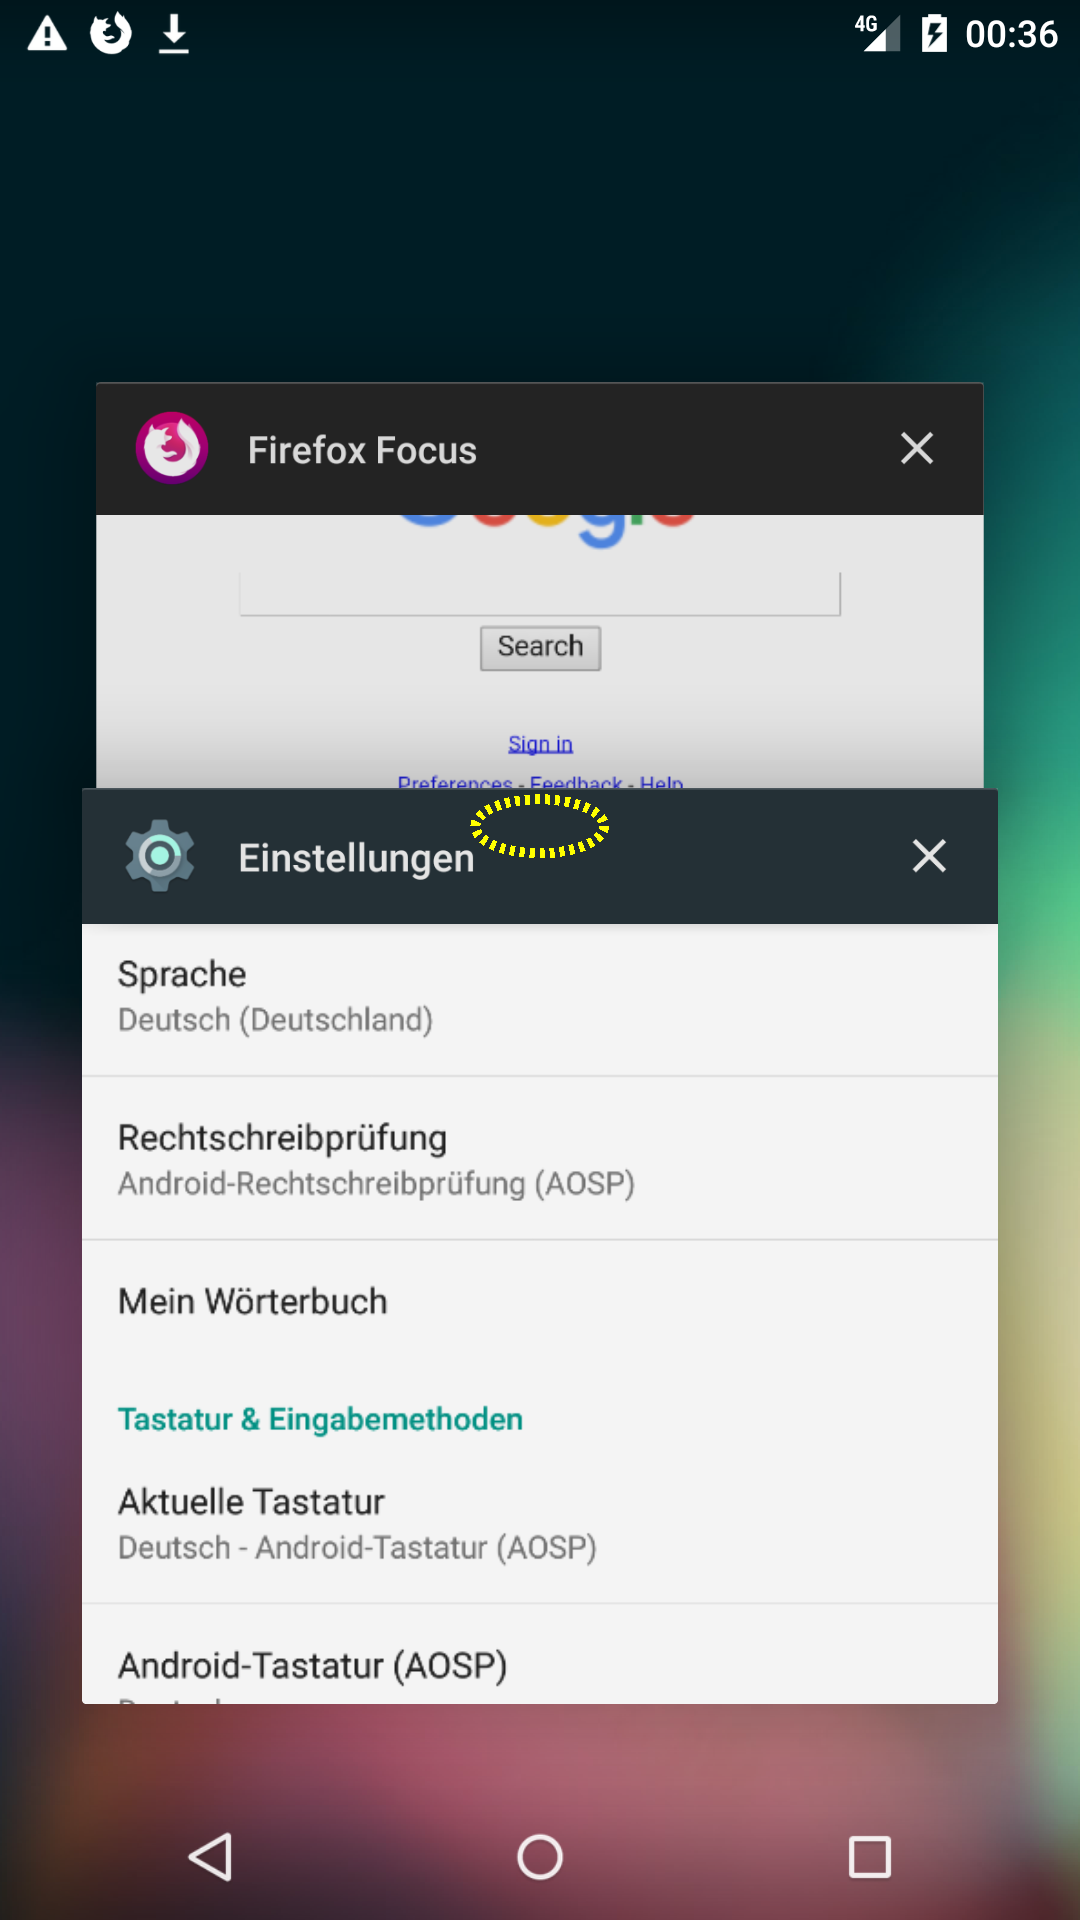 4G 00:36
Firefox Focus
Google
Search
Sign in
Preferences - Feedback - Help
Einstellungen
Sprache
Deutsch (Deutschland)
Rechtschreibprüfung
Android-Rechtschreibprüfung (AOSP)
Mein Wörterbuch
Tastatur & Eingabemethoden
Aktuelle Tastatur
Deutsch - Android-Tastatur (AOSP)
Android-Tastatur (AOSP)